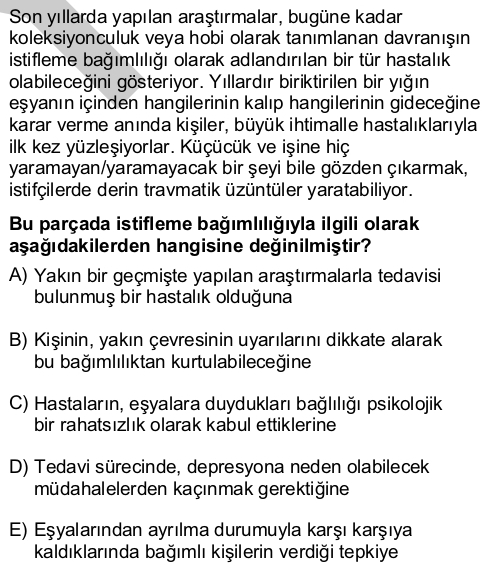 Son yıllarda yapılan araştırmalar, bugüne kadar
koleksiyonculuk veya hobi olarak tanımlanan davranışın
istifleme bağımlılığı olarak adlandırılan bir tür hastalık
olabileceğini gösteriyor. Yıllardır biriktirilen bir yığın
eşyanın içinden hangilerinin kalıp hangilerinin gideceğine
karar verme anında kişiler, büyük ihtimalle hastalıklarıyla
ilk kez yüzleşiyorlar. Küçücük ve işine hiç
yaramayan/yaramayacak bir şeyi bile gözden çıkarmak,
istifçilerde derin travmatik üzüntüler yaratabiliyor.
Bu parçada istifleme bağımlılığıyla ilgili olarak
aşağıdakilerden hangisine değinilmiştir?
A) Yakın bir geçmişte yapılan araştırmalarla tedavisi
bulunmuş bir hastalık olduğuna
B) Kişinin, yakın çevresinin uyarılarını dikkate alarak
bu bağımlılıktan kurtulabileceğine
C) Hastaların, eşyalara duydukları bağlılığı psikolojik
bir rahatsızlık olarak kabul ettiklerine
D) Tedavi sürecinde, depresyona neden olabilecek
müdahalelerden kaçınmak gerektiğine
E) Eşyalarından ayrılma durumuyla karşı karşıya
kaldıklarında bağımlı kişilerin verdiği tepkiye